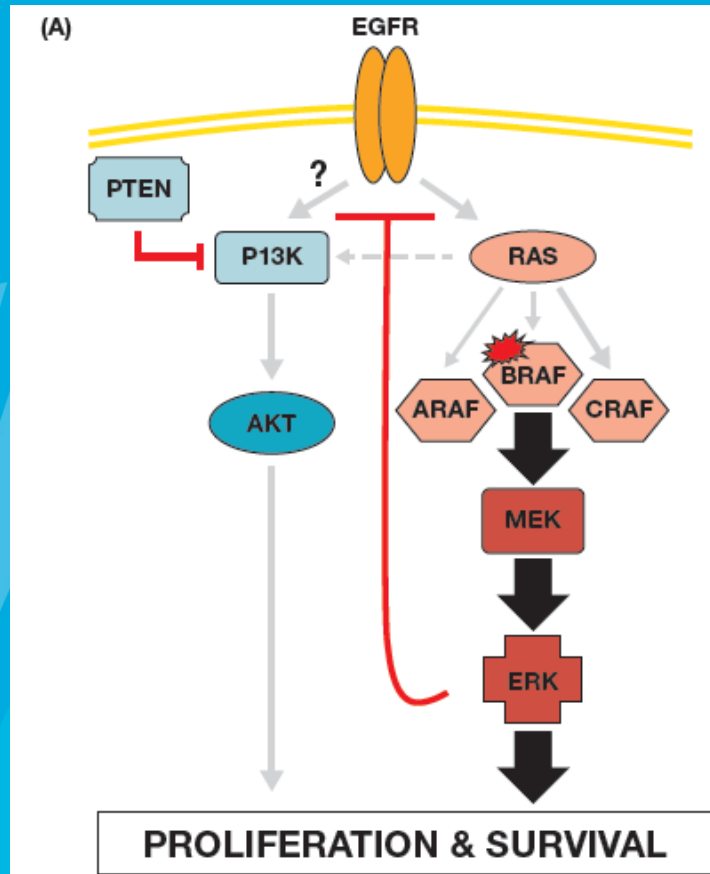 (A)
EGFR
?
PTEN
P13K
RAS
BRAF
ARAF
CRAF
AKT
MEK
ERK
PROLIFERATION & SURVIVAL